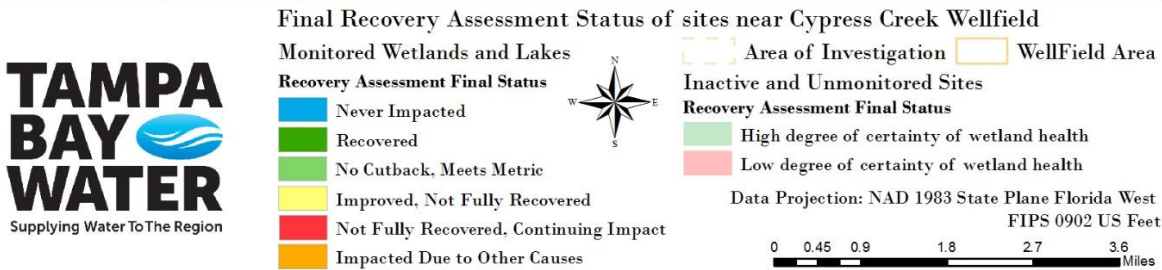 Final Recovery Assessment Status of sites near Cypress Creek Wellfield
TAMPA
BAY
WATER
Supplying Water To The Region
Monitored Wetlands and Lakes
Recovery Assessment Final Status
Never Impacted
Recovered
No Cutback, Meets Metric
Improved, Not Fully Recovered
Not Fully Recovered, Continuing Impact
Impacted Due to Other Causes
N
W E
S
Area of Investigation WellField Area
Inactive and Unmonitored Sites
Recovery Assessment Final Status
High degree of certainty of wetland health
Low degree of certainty of wetland health
Data Projection: NAD 1983 State Plane Florida West
FIPS 0902 US Feet
0 0.45 0.9 1.8 2.7 3.6
Miles